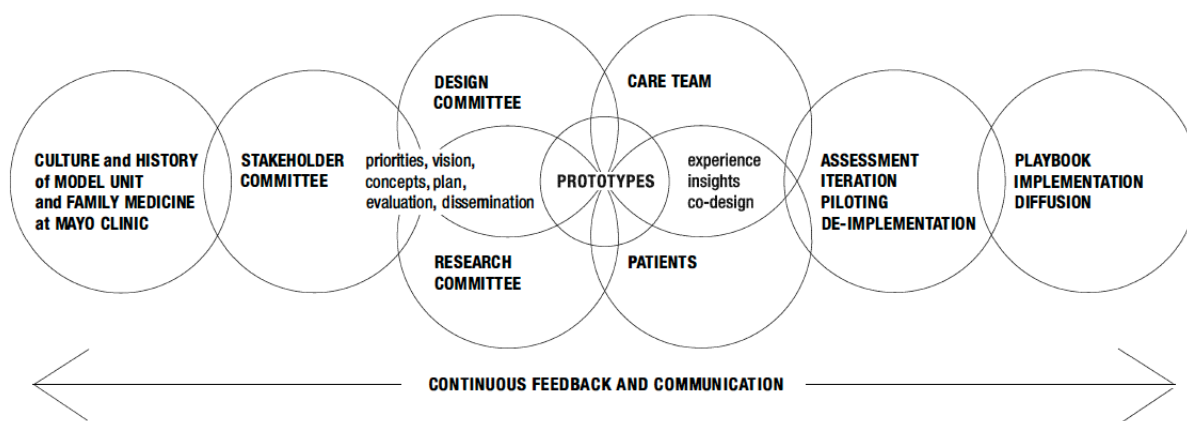 CULTURE and HISTORY
of MODEL UNIT
and FAMILY MEDICINE
at MAYO CLINIC
STAKEHOLDER
COMMITTEE
DESIGN
COMMITTEE
priorities, vision,
concepts, plan,
evaluation, dissemination
RESEARCH
COMMITTEE
PROTOTYPES
CARE TEAM
experience
insights
co-design
PATIENTS
ASSESSMENT
ITERATION
PILOTING
DE-IMPLEMENTATION
PLAYBOOK
IMPLEMENTATION
DIFFUSION
CONTINUOUS FEEDBACK AND COMMUNICATION